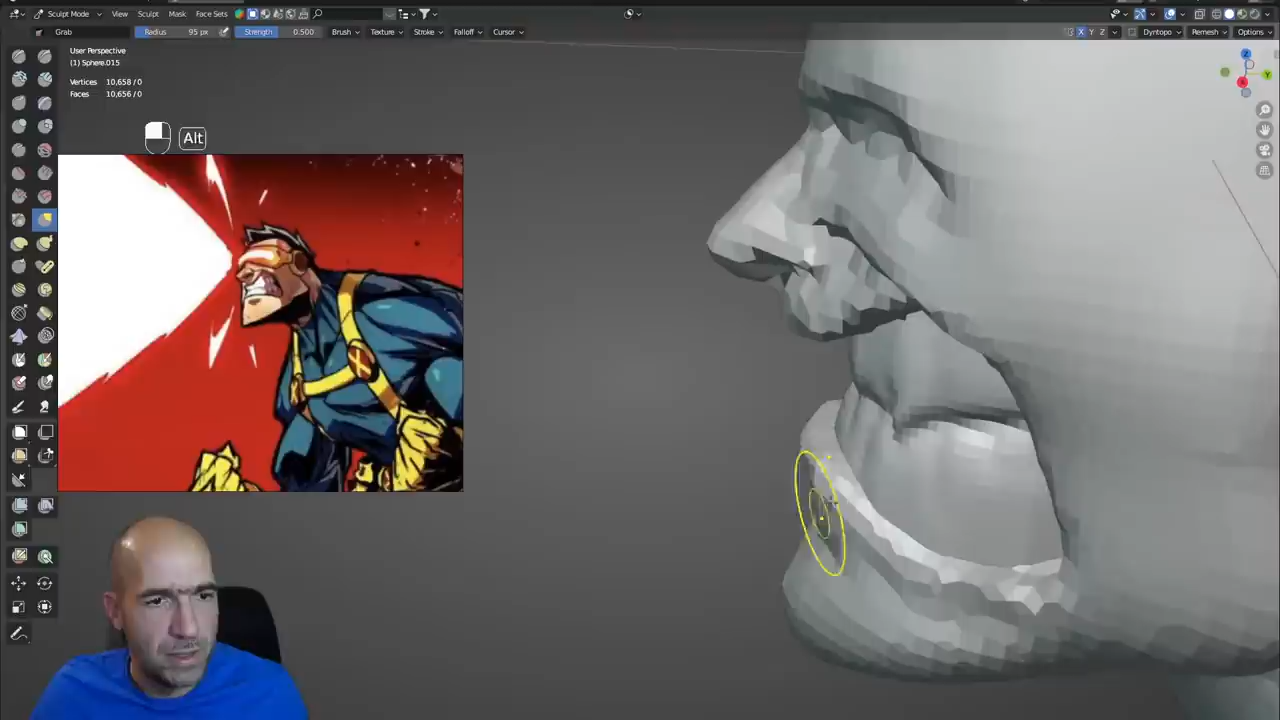 Sculpt Mode View Sculpt Mask Face Sets
Grab Radius 95 px Strength 0.500 Brush Texture Stroke Falloff Cursor X Y Z Dyntopo Remesh Options
User Perspective
(1) Sphere.015
Vertices 10,658 / 0
Faces 10,656 / 0
Alt
Z
Y
X